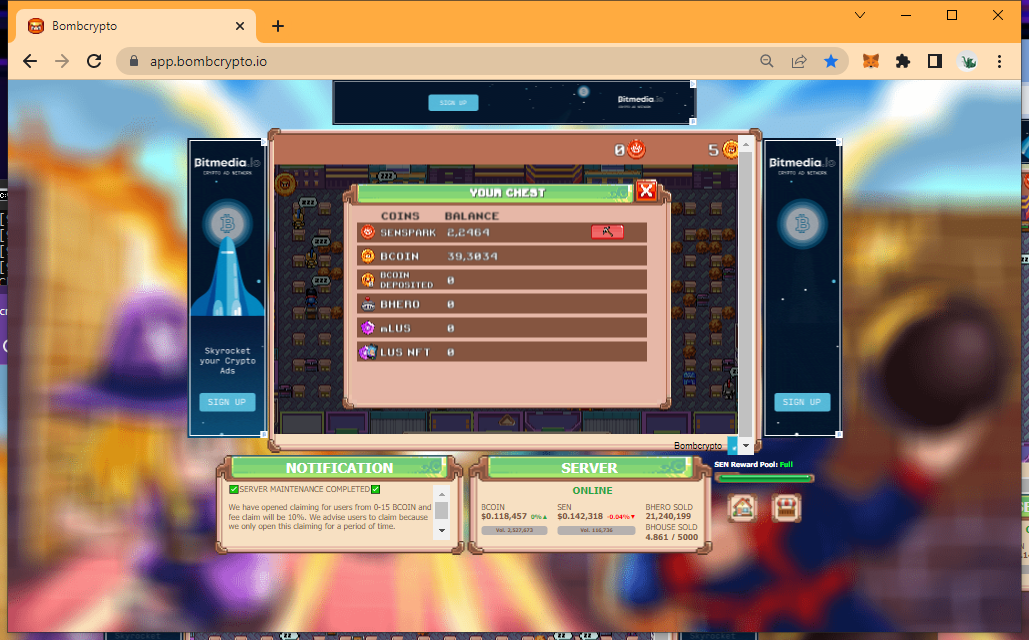 Bombcrypto
app.bombcrypto.io
SIGN UP
Bitmedia.io
CRYPTO AD NETWORK
0
5
Bitmedia.io
CRYPTO AD NETWORK
Skyrocket
your Crypto
Ads
SIGN UP
YOUR CHEST
COINS BALANCE
SENSPARK 2,2464
BCOIN 39,3034
BCOIN
DEPOSITED 0
BHERO 0
nLUS 0
LUS NFT 0
Bitmedia.io
CRYPTO AD NETWORK
SIGN UP
Bombcrypto
NOTIFICATION
✅SERVER MAINTENANCE COMPLETED✅
We have opened claiming for users from 0-15 BCOIN and
fee claim will be 10%. We advise users to claim because
we only open this claiming for a period of time.
SERVER
ONLINE
BCOIN
$0.118,457 0%▲
SEN
$0.142,318 -0.04%▼
BHERO SOLD
21,240,199
BHOUSE SOLD
4.861 / 5000
SEN Reward Pool: Full